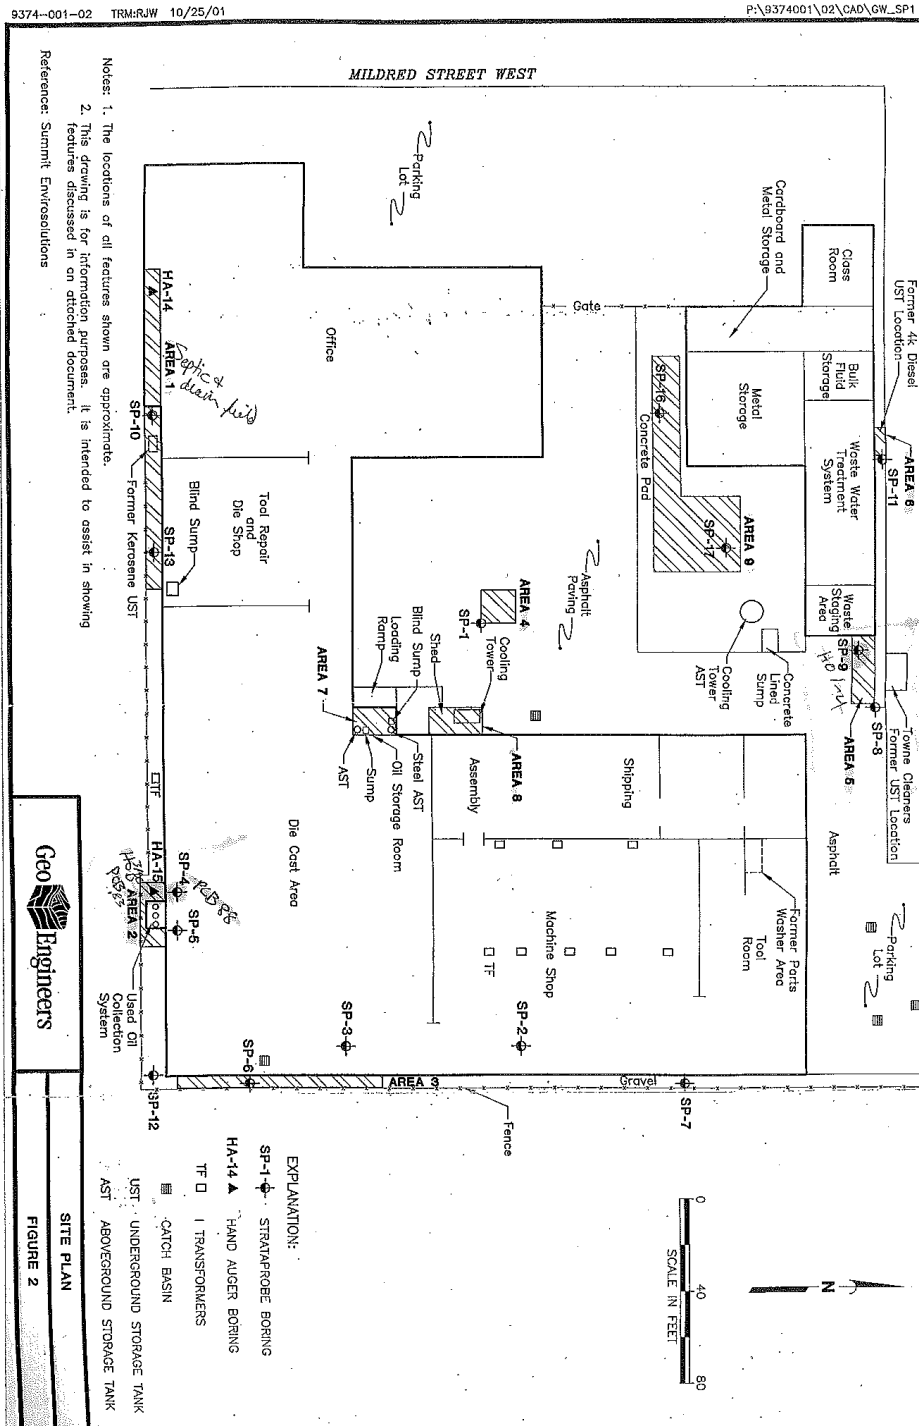 9374-001-02 TRM:RJW 10/25/01
P:\9374001\02\CAD\GW_SP1
MILDRED STREET WEST
Parking
Lot
Cardboard and
Metal Storage
Class
Room
Former 4k Diesel
UST Location
AREA 6
SP-11
Gate
Office
Bulk
Fluid
Storage
Metal
Storage
SP-16
Concrete Pad
Waste Water
Treatment
System
AREA 9
SP-17
HA-14
AREA 1
Septic &
drain field
SP-10
Former Kerosene UST
SP-13
Blind Sump
Tool Repair
and
Die Shop
Asphalt
Paving
AREA 4
SP-1
Cooling
Tower
Shed
Blind Sump
Loading
Ramp
AREA 7
Cooling
Tower
AST
Concrete
Lined
Sump
Waste
Staging
Area
SP-9
SP-8
AREA 5
Towne Cleaners
Former UST Location
Steel AST
Oil Storage Room
Sump
AST
AREA 8
Assembly
Shipping
Asphalt
Parking
Lot
Die Cast Area
TF
HA-15
SP-4
PCB 86
SP-5
AREA 2
Used Oil
Collection
System
Machine Shop
TF
Former Parts
Washer Area
Tool
Room
SP-3
SP-2
SP-6
AREA 3
Gravel
SP-7
SP-12
Fence
EXPLANATION:
SP-1 STRATAPROBE BORING
HA-14 HAND AUGER BORING
TF TRANSFORMERS
CATCH BASIN
UST UNDERGROUND STORAGE TANK
AST ABOVEGROUND STORAGE TANK
N
0 40 80
SCALE IN FEET
Notes: 1. The locations of all features shown are approximate.
2. This drawing is for information purposes. It is intended to assist in showing
features discussed in an attached document.
Reference: Summit Envirosolutions
Geo Engineers
SITE PLAN
FIGURE 2